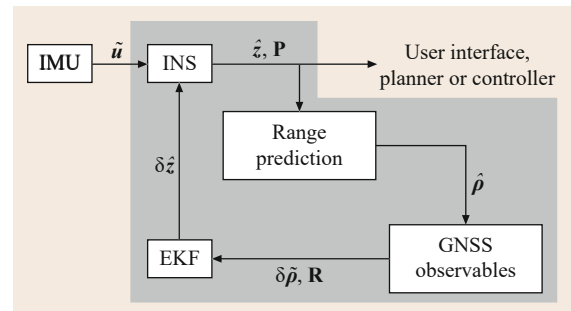 IMU
ũ
INS
ẑ, P
User interface,
planner or controller
Range
prediction
δẑ
ρ̂
EKF
δρ̃, R
GNSS
observables